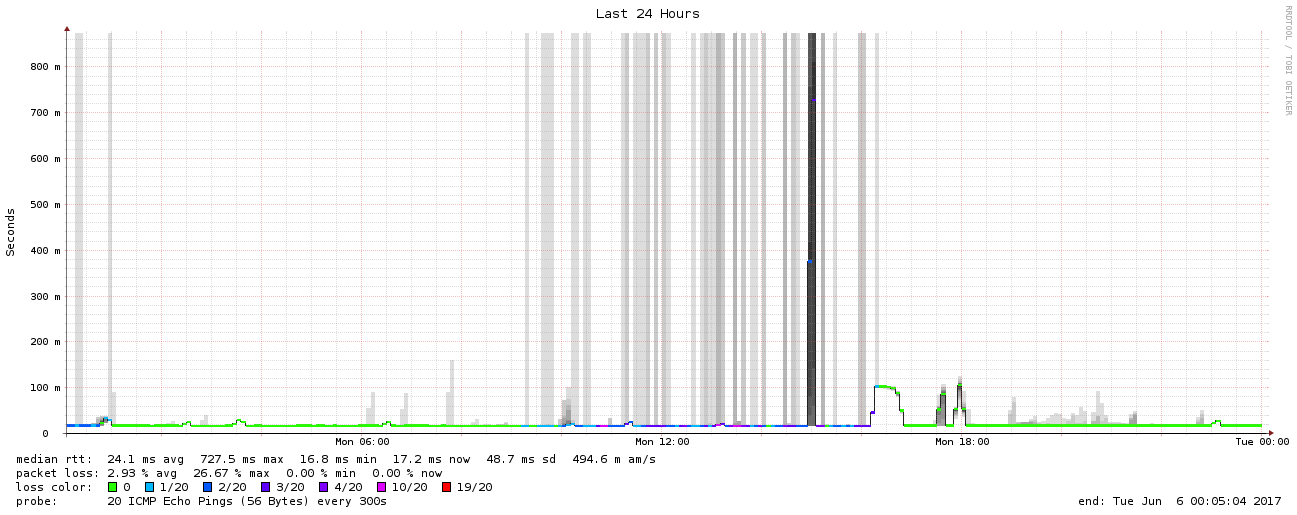 Last 24 Hours
RRDTOOL / TOBI OETIKER
Seconds
800 m
700 m
600 m
500 m
400 m
300 m
200 m
100 m
0
Mon 06:00 Mon 12:00 Mon 18:00 Tue 00:00
median rtt: 24.1 ms avg 727.5 ms max 16.8 ms min 17.2 ms now 48.7 ms sd 494.6 m am/s
packet loss: 2.93 % avg 26.67 % max 0.00 % min 0.00 % now
loss color: 0 1/20 2/20 3/20 4/20 10/20 19/20
probe: 20 ICMP Echo Pings (56 Bytes) every 300s end: Tue Jun 6 00:05:04 2017